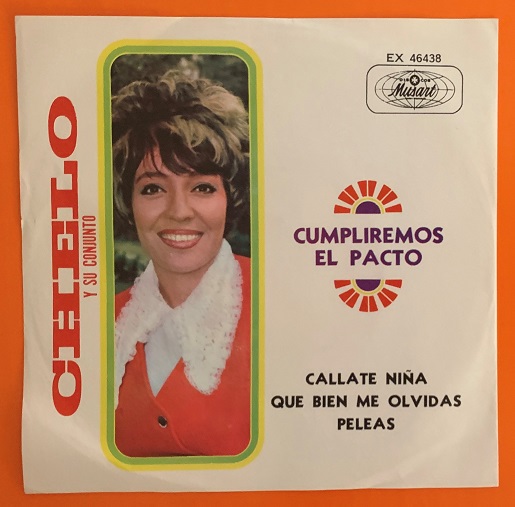 CHELO
Y SU CONJUNTO
EX 46438
DISCOS
Musart
CUMPLIREMOS
EL PACTO
CALLATE NIÑA
QUE BIEN ME OLVIDAS
PELEAS